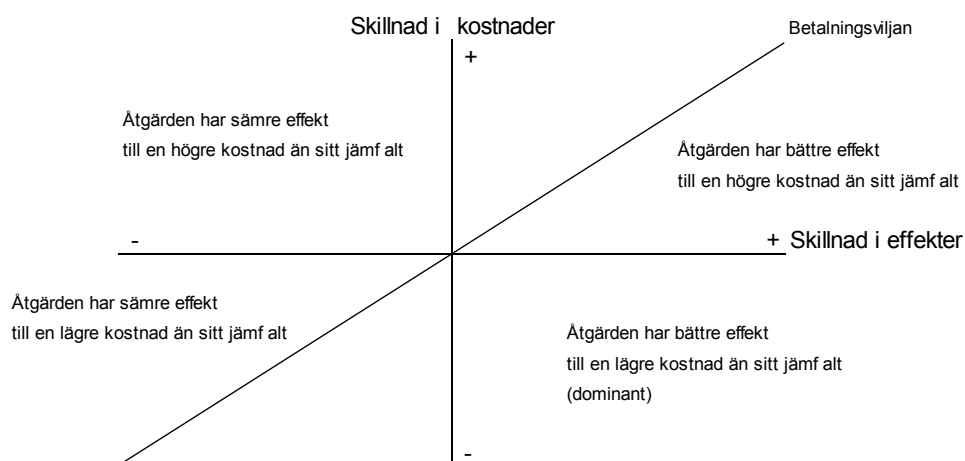 Skillnad i kostnader
Betalningsviljan
+
Åtgärden har sämre effekt
till en högre kostnad än sitt jämf alt
Åtgärden har bättre effekt
till en högre kostnad än sitt jämf alt
-
+ Skillnad i effekter
Åtgärden har sämre effekt
till en lägre kostnad än sitt jämf alt
Åtgärden har bättre effekt
till en lägre kostnad än sitt jämf alt
(dominant)
-